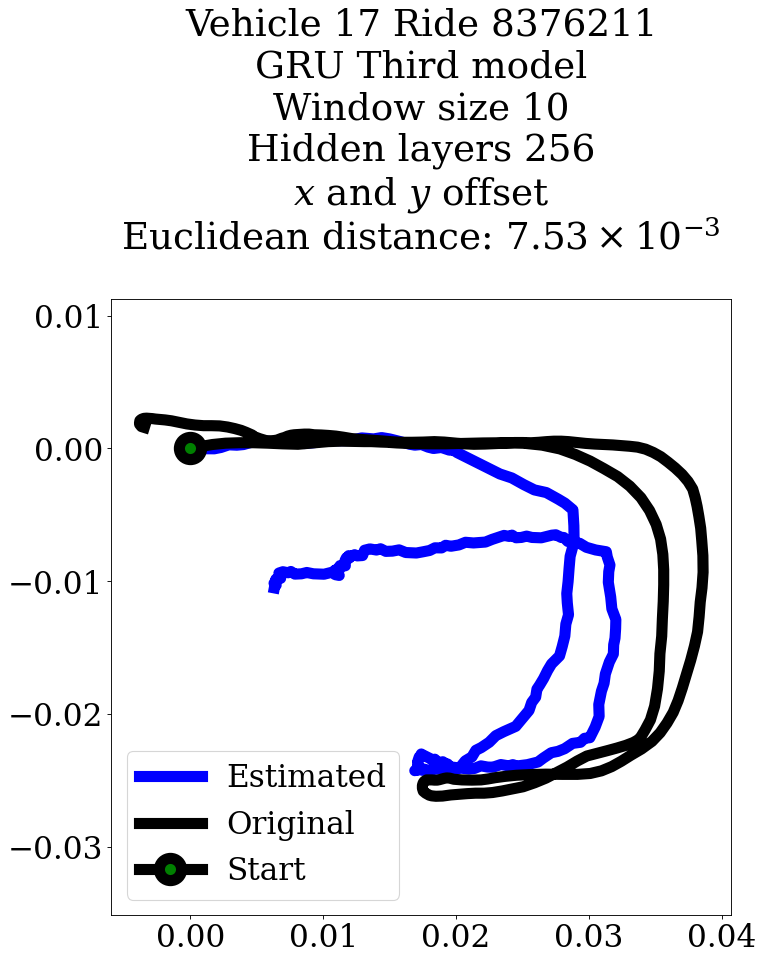 Vehicle 17 Ride 8376211
GRU Third model
Window size 10
Hidden layers 256
x and y offset
Euclidean distance: 7.53 × 10⁻³
0.01
0.00
−0.01
−0.02
−0.03
Estimated
Original
Start
0.00 0.01 0.02 0.03 0.04